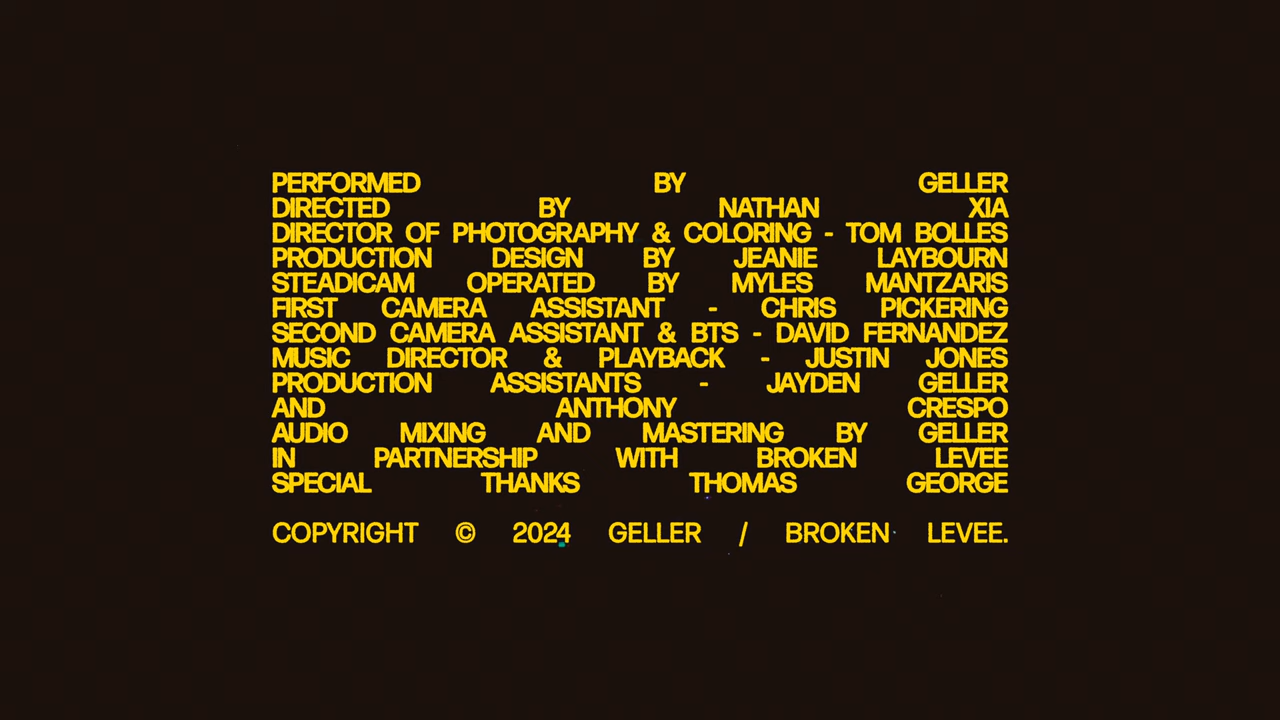 PERFORMED BY GELLER
DIRECTED BY NATHAN XIA
DIRECTOR OF PHOTOGRAPHY & COLORING - TOM BOLLES
PRODUCTION DESIGN BY JEANIE LAYBOURN
STEADICAM OPERATED BY MYLES MANTZARIS
FIRST CAMERA ASSISTANT - CHRIS PICKERING
SECOND CAMERA ASSISTANT & BTS - DAVID FERNANDEZ
MUSIC DIRECTOR & PLAYBACK - JUSTIN JONES
PRODUCTION ASSISTANTS - JAYDEN GELLER
AND ANTHONY CRESPO
AUDIO MIXING AND MASTERING BY GELLER
IN PARTNERSHIP WITH BROKEN LEVEE
SPECIAL THANKS THOMAS GEORGE
COPYRIGHT © 2024 GELLER / BROKEN LEVEE.